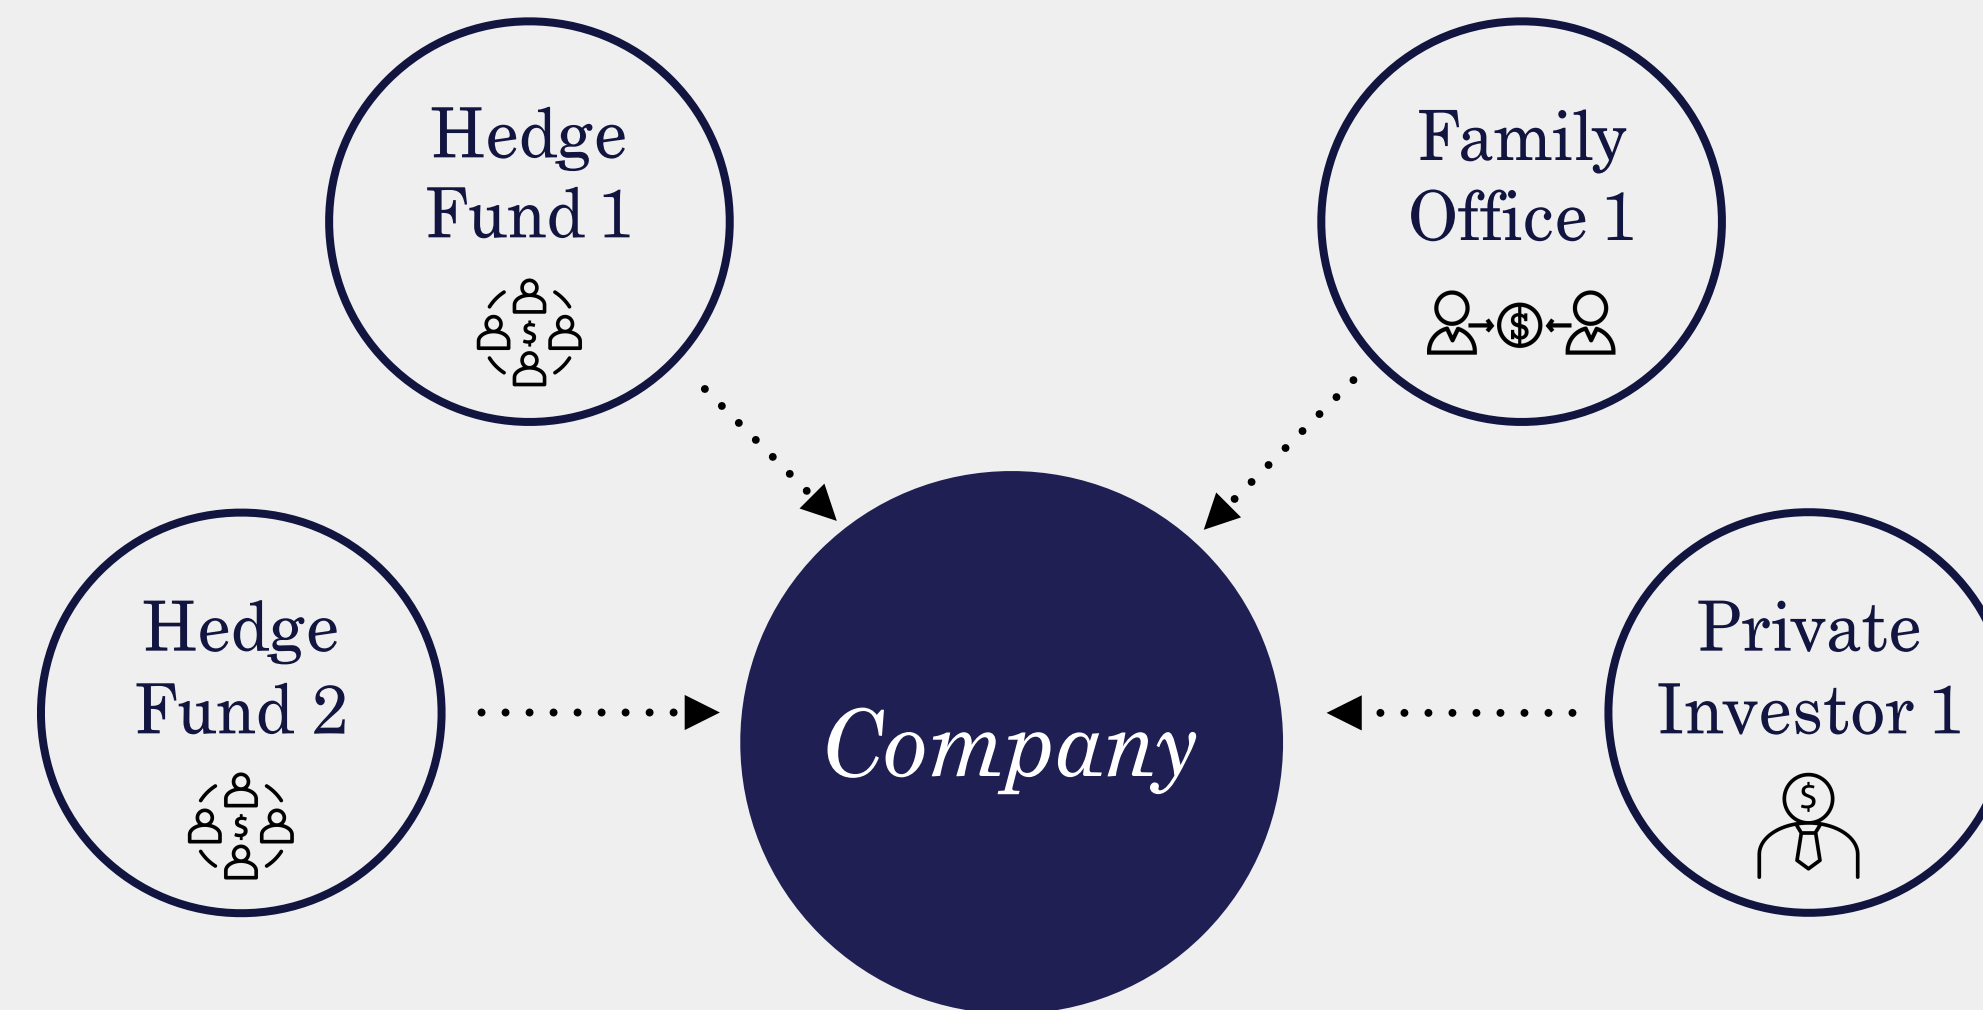 Hedge
Fund 1
Family
Office 1
Hedge
Fund 2
Company
Private
Investor 1